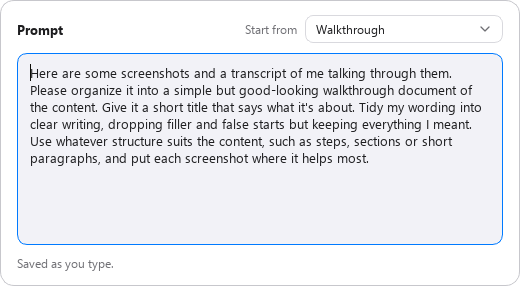 Prompt
Start from
Walkthrough
Here are some screenshots and a transcript of me talking through them.
Please organize it into a simple but good-looking walkthrough document of
the content. Give it a short title that says what it's about. Tidy my wording into
clear writing, dropping filler and false starts but keeping everything I meant.
Use whatever structure suits the content, such as steps, sections or short
paragraphs, and put each screenshot where it helps most.
Saved as you type.